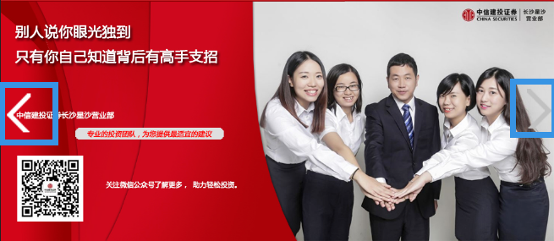 别人说你眼光独到
只有你自己知道背后有高手支招
中信建投证券长沙星沙营业部
专业的投资团队,为您提供最适宜的建议
关注微信公众号了解更多,助力轻松投资。
中信建投证券
CHINA SECURITIES
长沙星沙
营业部